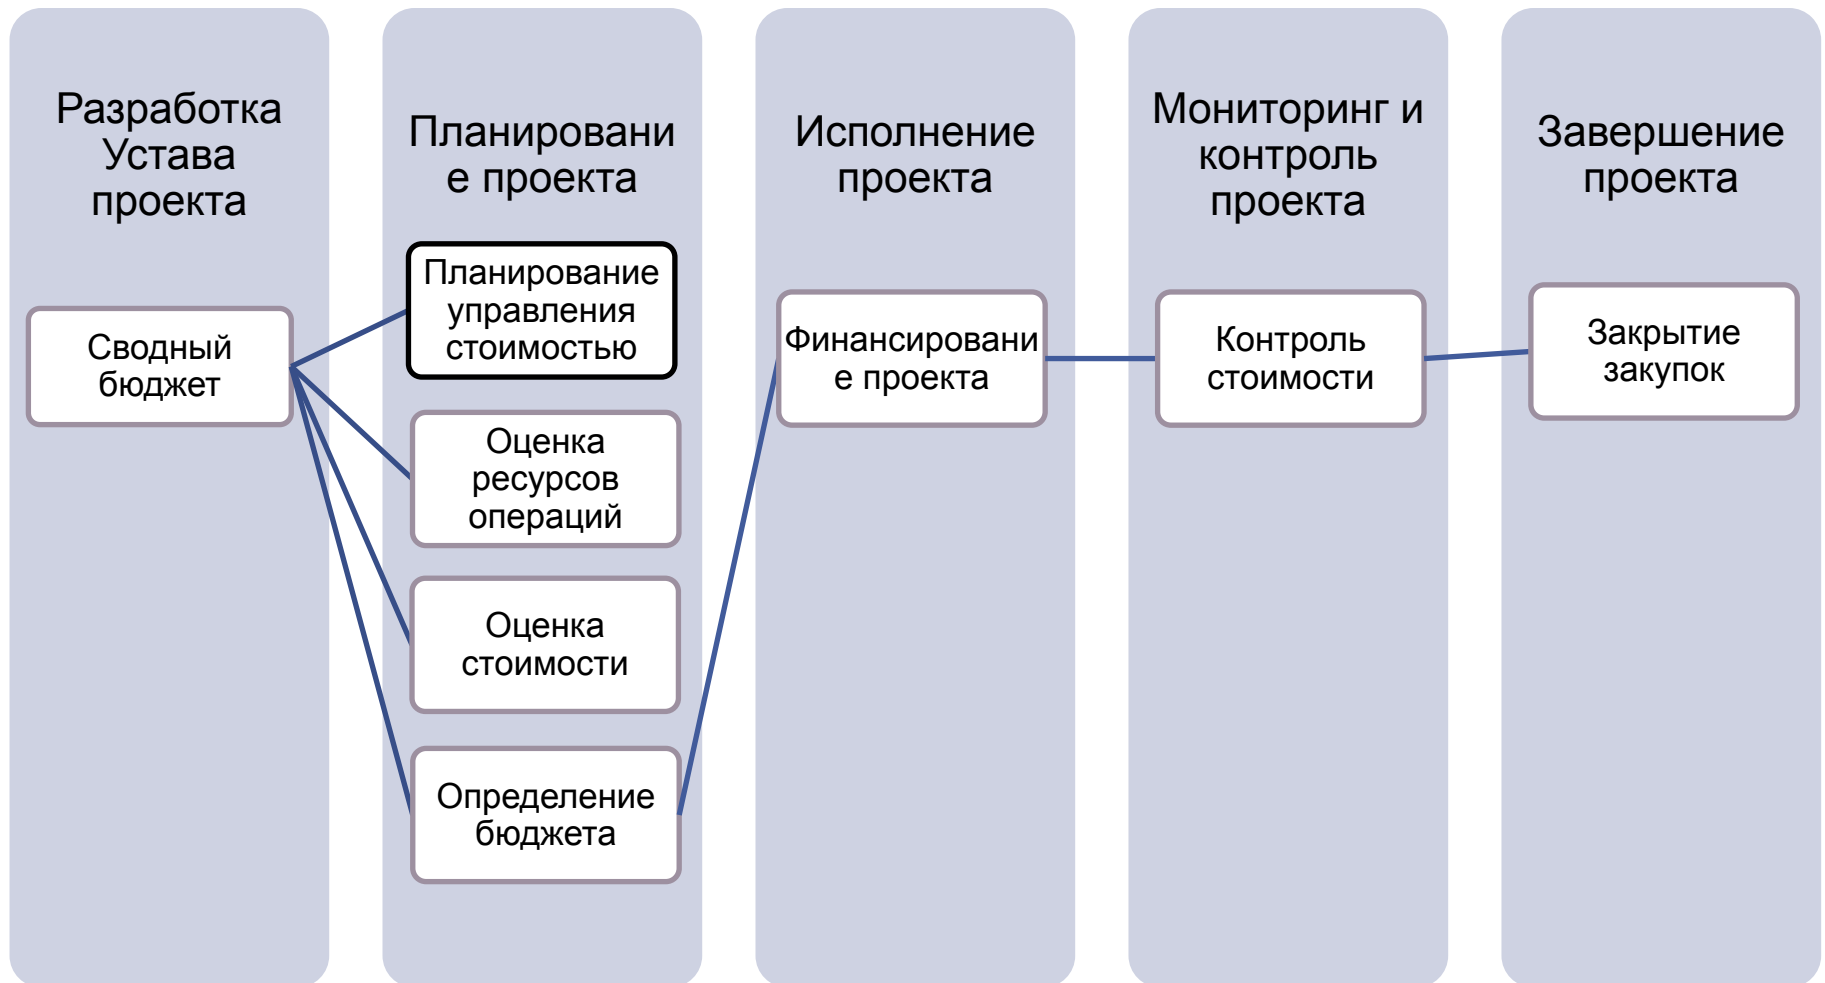 Разработка
Устава
проекта
Сводный
бюджет
Планировани
е проекта
Планирование
управления
стоимостью
Оценка
ресурсов
операций
Оценка
стоимости
Определение
бюджета
Исполнение
проекта
Финансировани
е проекта
Мониторинг и
контроль
проекта
Контроль
стоимости
Завершение
проекта
Закрытие
закупок